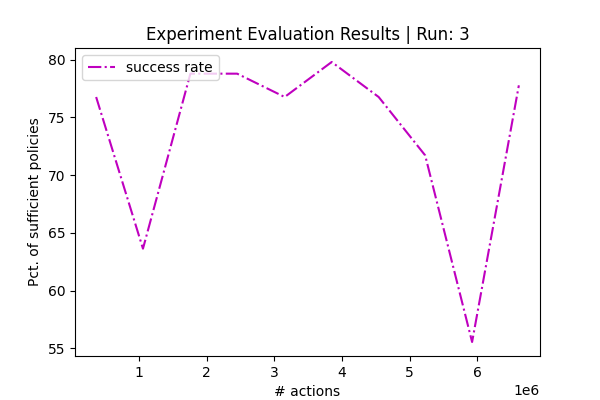 Experiment Evaluation Results | Run: 3
success rate
Pct. of sufficient policies
80
75
70
65
60
55
1 2 3 4 5 6
1e6
# actions